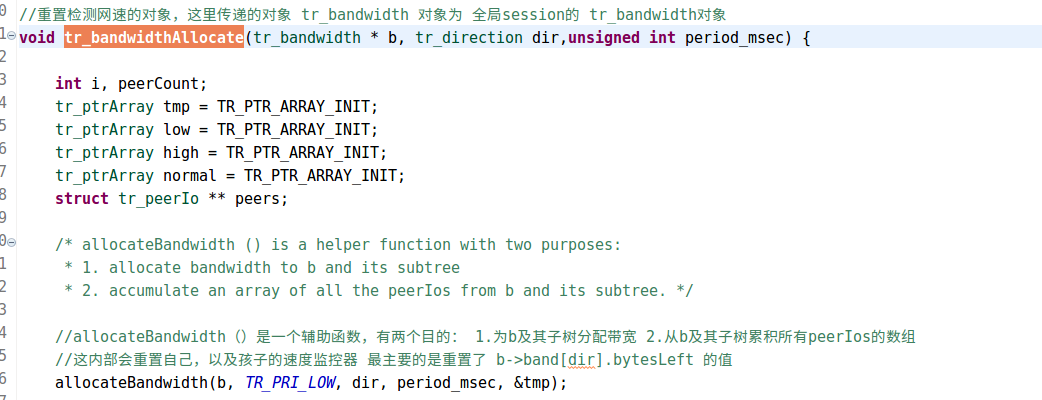 0 //重置检测网速的对象，这里传递的对象 tr_bandwidth 对象为 全局session的 tr_bandwidth对象
1 void tr_bandwidthAllocate(tr_bandwidth * b, tr_direction dir,unsigned int period_msec) {
2
3 int i, peerCount;
4 tr_ptrArray tmp = TR_PTR_ARRAY_INIT;
5 tr_ptrArray low = TR_PTR_ARRAY_INIT;
6 tr_ptrArray high = TR_PTR_ARRAY_INIT;
7 tr_ptrArray normal = TR_PTR_ARRAY_INIT;
8 struct tr_peerIo ** peers;
9
0 /* allocateBandwidth () is a helper function with two purposes:
1 * 1. allocate bandwidth to b and its subtree
2 * 2. accumulate an array of all the peerIos from b and its subtree. */
3
4 //allocateBandwidth（）是一个辅助函数，有两个目的： 1.为b及其子树分配带宽 2.从b及其子树累积所有peerIos的数组
5 //这内部会重置自己，以及孩子的速度监控器 最主要的是重置了 b->band[dir].bytesLeft 的值
6 allocateBandwidth(b, TR_PRI_LOW, dir, period_msec, &tmp);